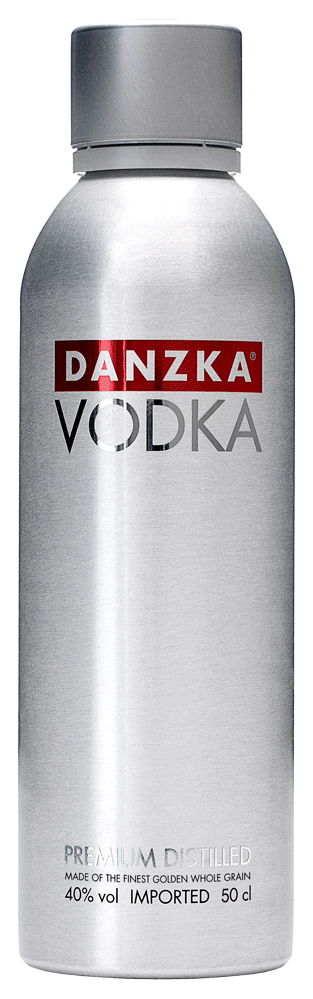 DANZKA®
VODKA
PREMIUM DISTILLED
MADE OF THE FINEST GOLDEN WHOLE GRAIN
40% vol IMPORTED 50 cl